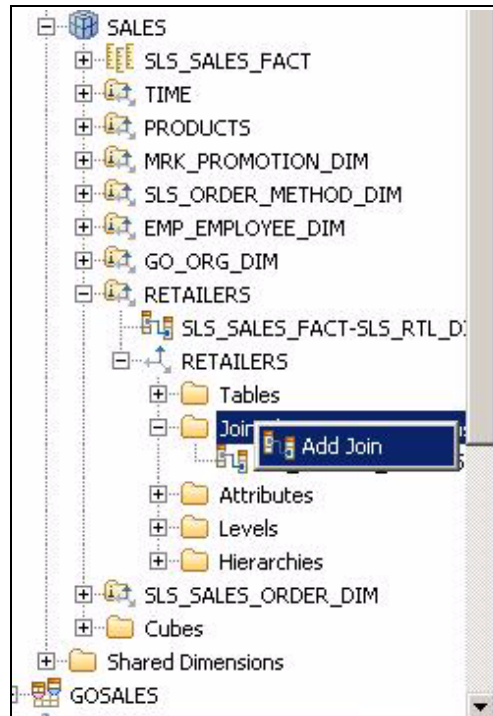 SALES
SLS_SALES_FACT
TIME
PRODUCTS
MRK_PROMOTION_DIM
SLS_ORDER_METHOD_DIM
EMP_EMPLOYEE_DIM
GO_ORG_DIM
RETAILERS
SLS_SALES_FACT-SLS_RTL_D
RETAILERS
Tables
Add Join
Attributes
Levels
Hierarchies
SLS_SALES_ORDER_DIM
Cubes
Shared Dimensions
GOSALES